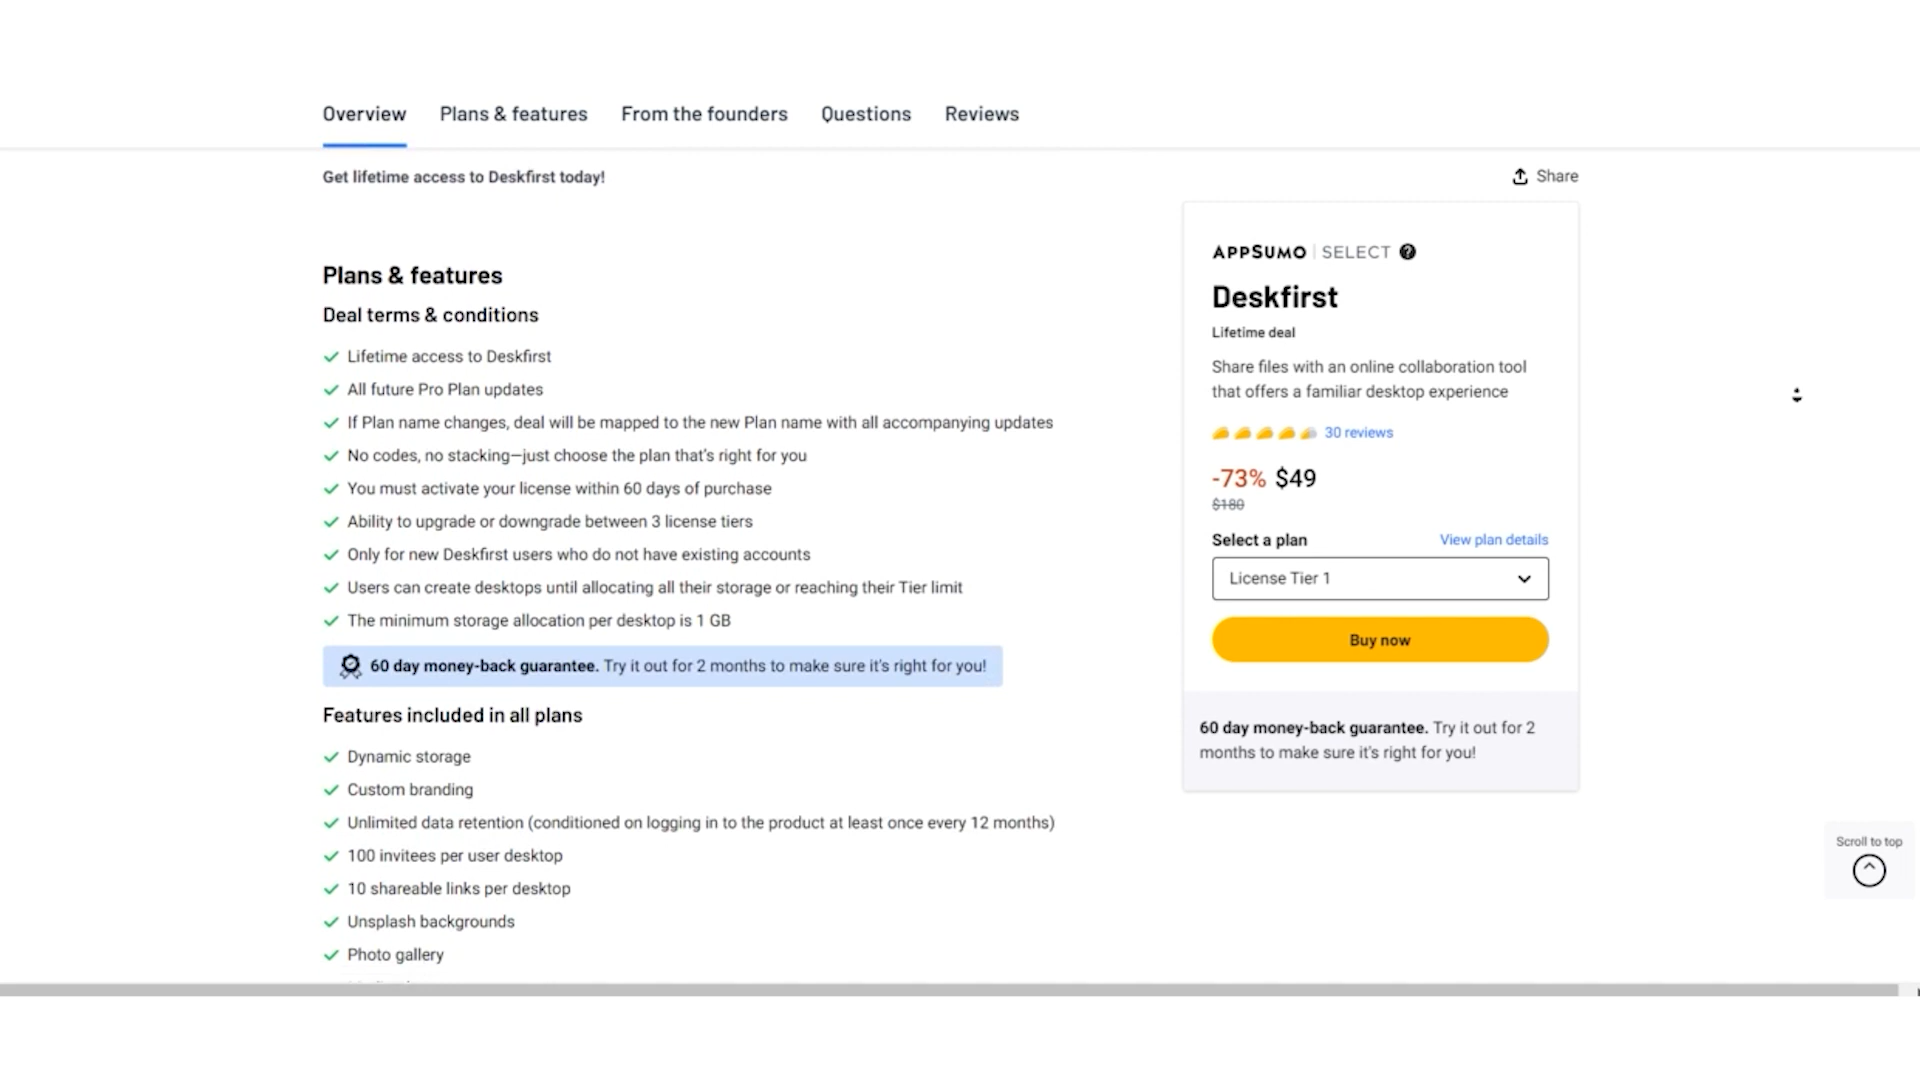 Overview Plans & features From the founders Questions Reviews
Get lifetime access to Deskfirst today!
Share
Plans & features
Deal terms & conditions
Lifetime access to Deskfirst
All future Pro Plan updates
If Plan name changes, deal will be mapped to the new Plan name with all accompanying updates
No codes, no stacking—just choose the plan that's right for you
You must activate your license within 60 days of purchase
Ability to upgrade or downgrade between 3 license tiers
Only for new Deskfirst users who do not have existing accounts
Users can create desktops until allocating all their storage or reaching their Tier limit
The minimum storage allocation per desktop is 1 GB
60 day money-back guarantee. Try it out for 2 months to make sure it's right for you!
Features included in all plans
Dynamic storage
Custom branding
Unlimited data retention (conditioned on logging in to the product at least once every 12 months)
100 invitees per user desktop
10 shareable links per desktop
Unsplash backgrounds
Photo gallery
APPSUMO | SELECT ?
Deskfirst
Lifetime deal
Share files with an online collaboration tool
that offers a familiar desktop experience
30 reviews
-73% $49
$180
Select a plan View plan details
License Tier 1
Buy now
60 day money-back guarantee. Try it out for 2
months to make sure it's right for you!
Scroll to top